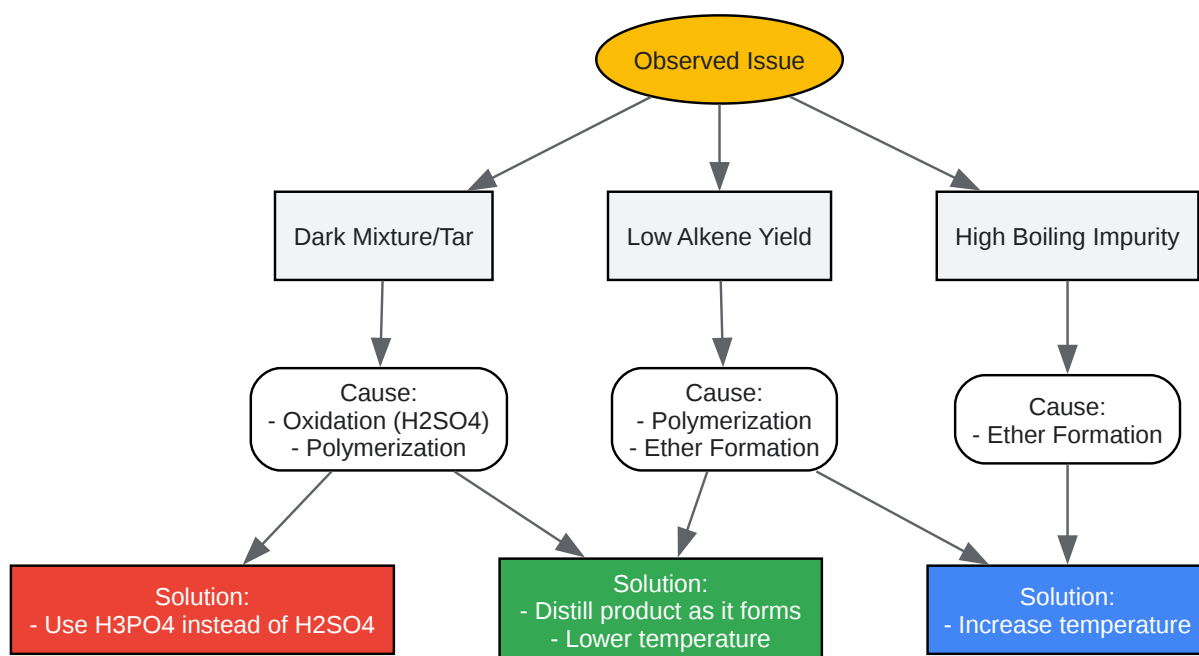 Observed Issue
Dark Mixture/Tar
Low Alkene Yield
High Boiling Impurity
Cause:
- Oxidation (H2SO4)
- Polymerization
Cause:
- Polymerization
- Ether Formation
Cause:
- Ether Formation
Solution:
- Use H3PO4 instead of H2SO4
Solution:
- Distill product as it forms
- Lower temperature
Solution:
- Increase temperature